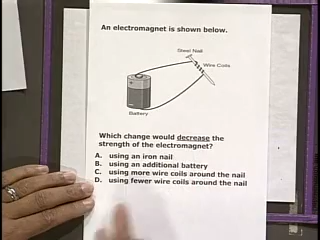 An electromagnet is shown below.
Steel Nail
Wire Coils
Battery
Which change would decrease the
strength of the electromagnet?
A. using an iron nail
B. using an additional battery
C. using more wire coils around the nail
D. using fewer wire coils around the nail